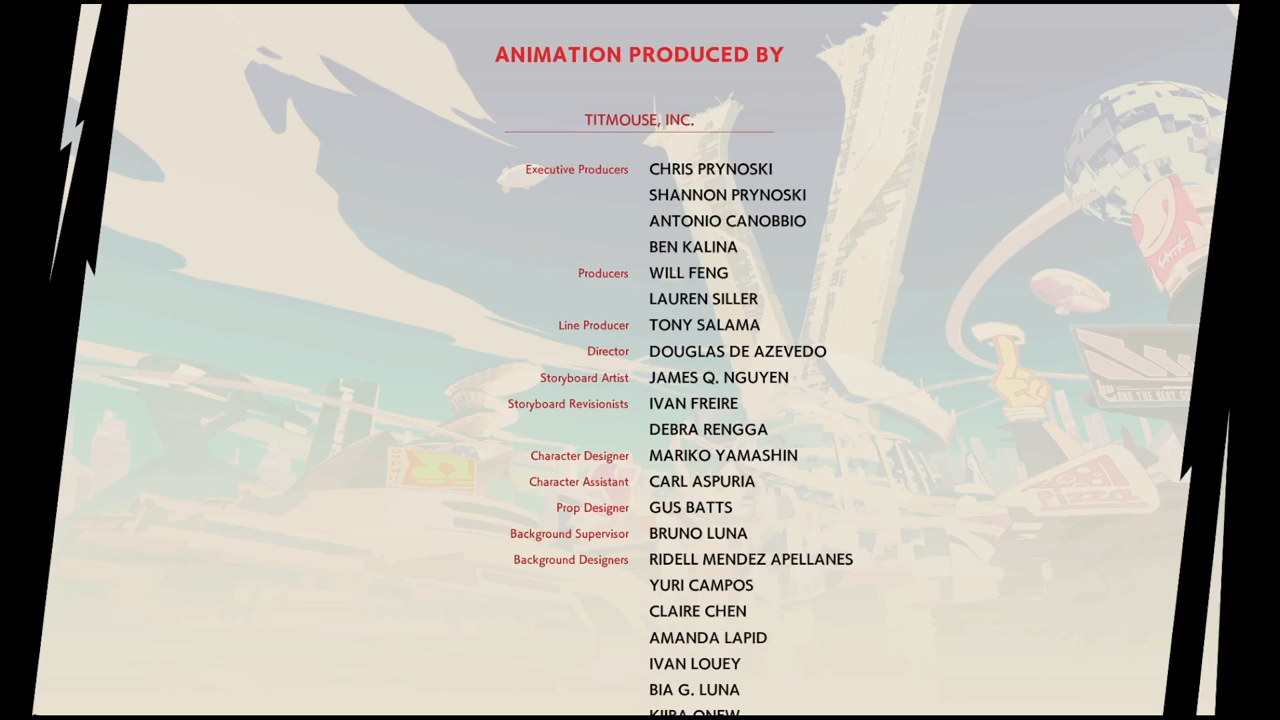 ANIMATION PRODUCED BY
TITMOUSE, INC.
Executive Producers CHRIS PRYNOSKI
SHANNON PRYNOSKI
ANTONIO CANOBBIO
BEN KALINA
Producers WILL FENG
LAUREN SILLER
Line Producer TONY SALAMA
Director DOUGLAS DE AZEVEDO
Storyboard Artist JAMES Q. NGUYEN
Storyboard Revisionists IVAN FREIRE
DEBRA RENGGA
Character Designer MARIKO YAMASHIN
Character Assistant CARL ASPURIA
Prop Designer GUS BATTS
Background Supervisor BRUNO LUNA
Background Designers RIDELL MENDEZ APELLANES
YURI CAMPOS
CLAIRE CHEN
AMANDA LAPID
IVAN LOUEY
BIA G. LUNA
pizza